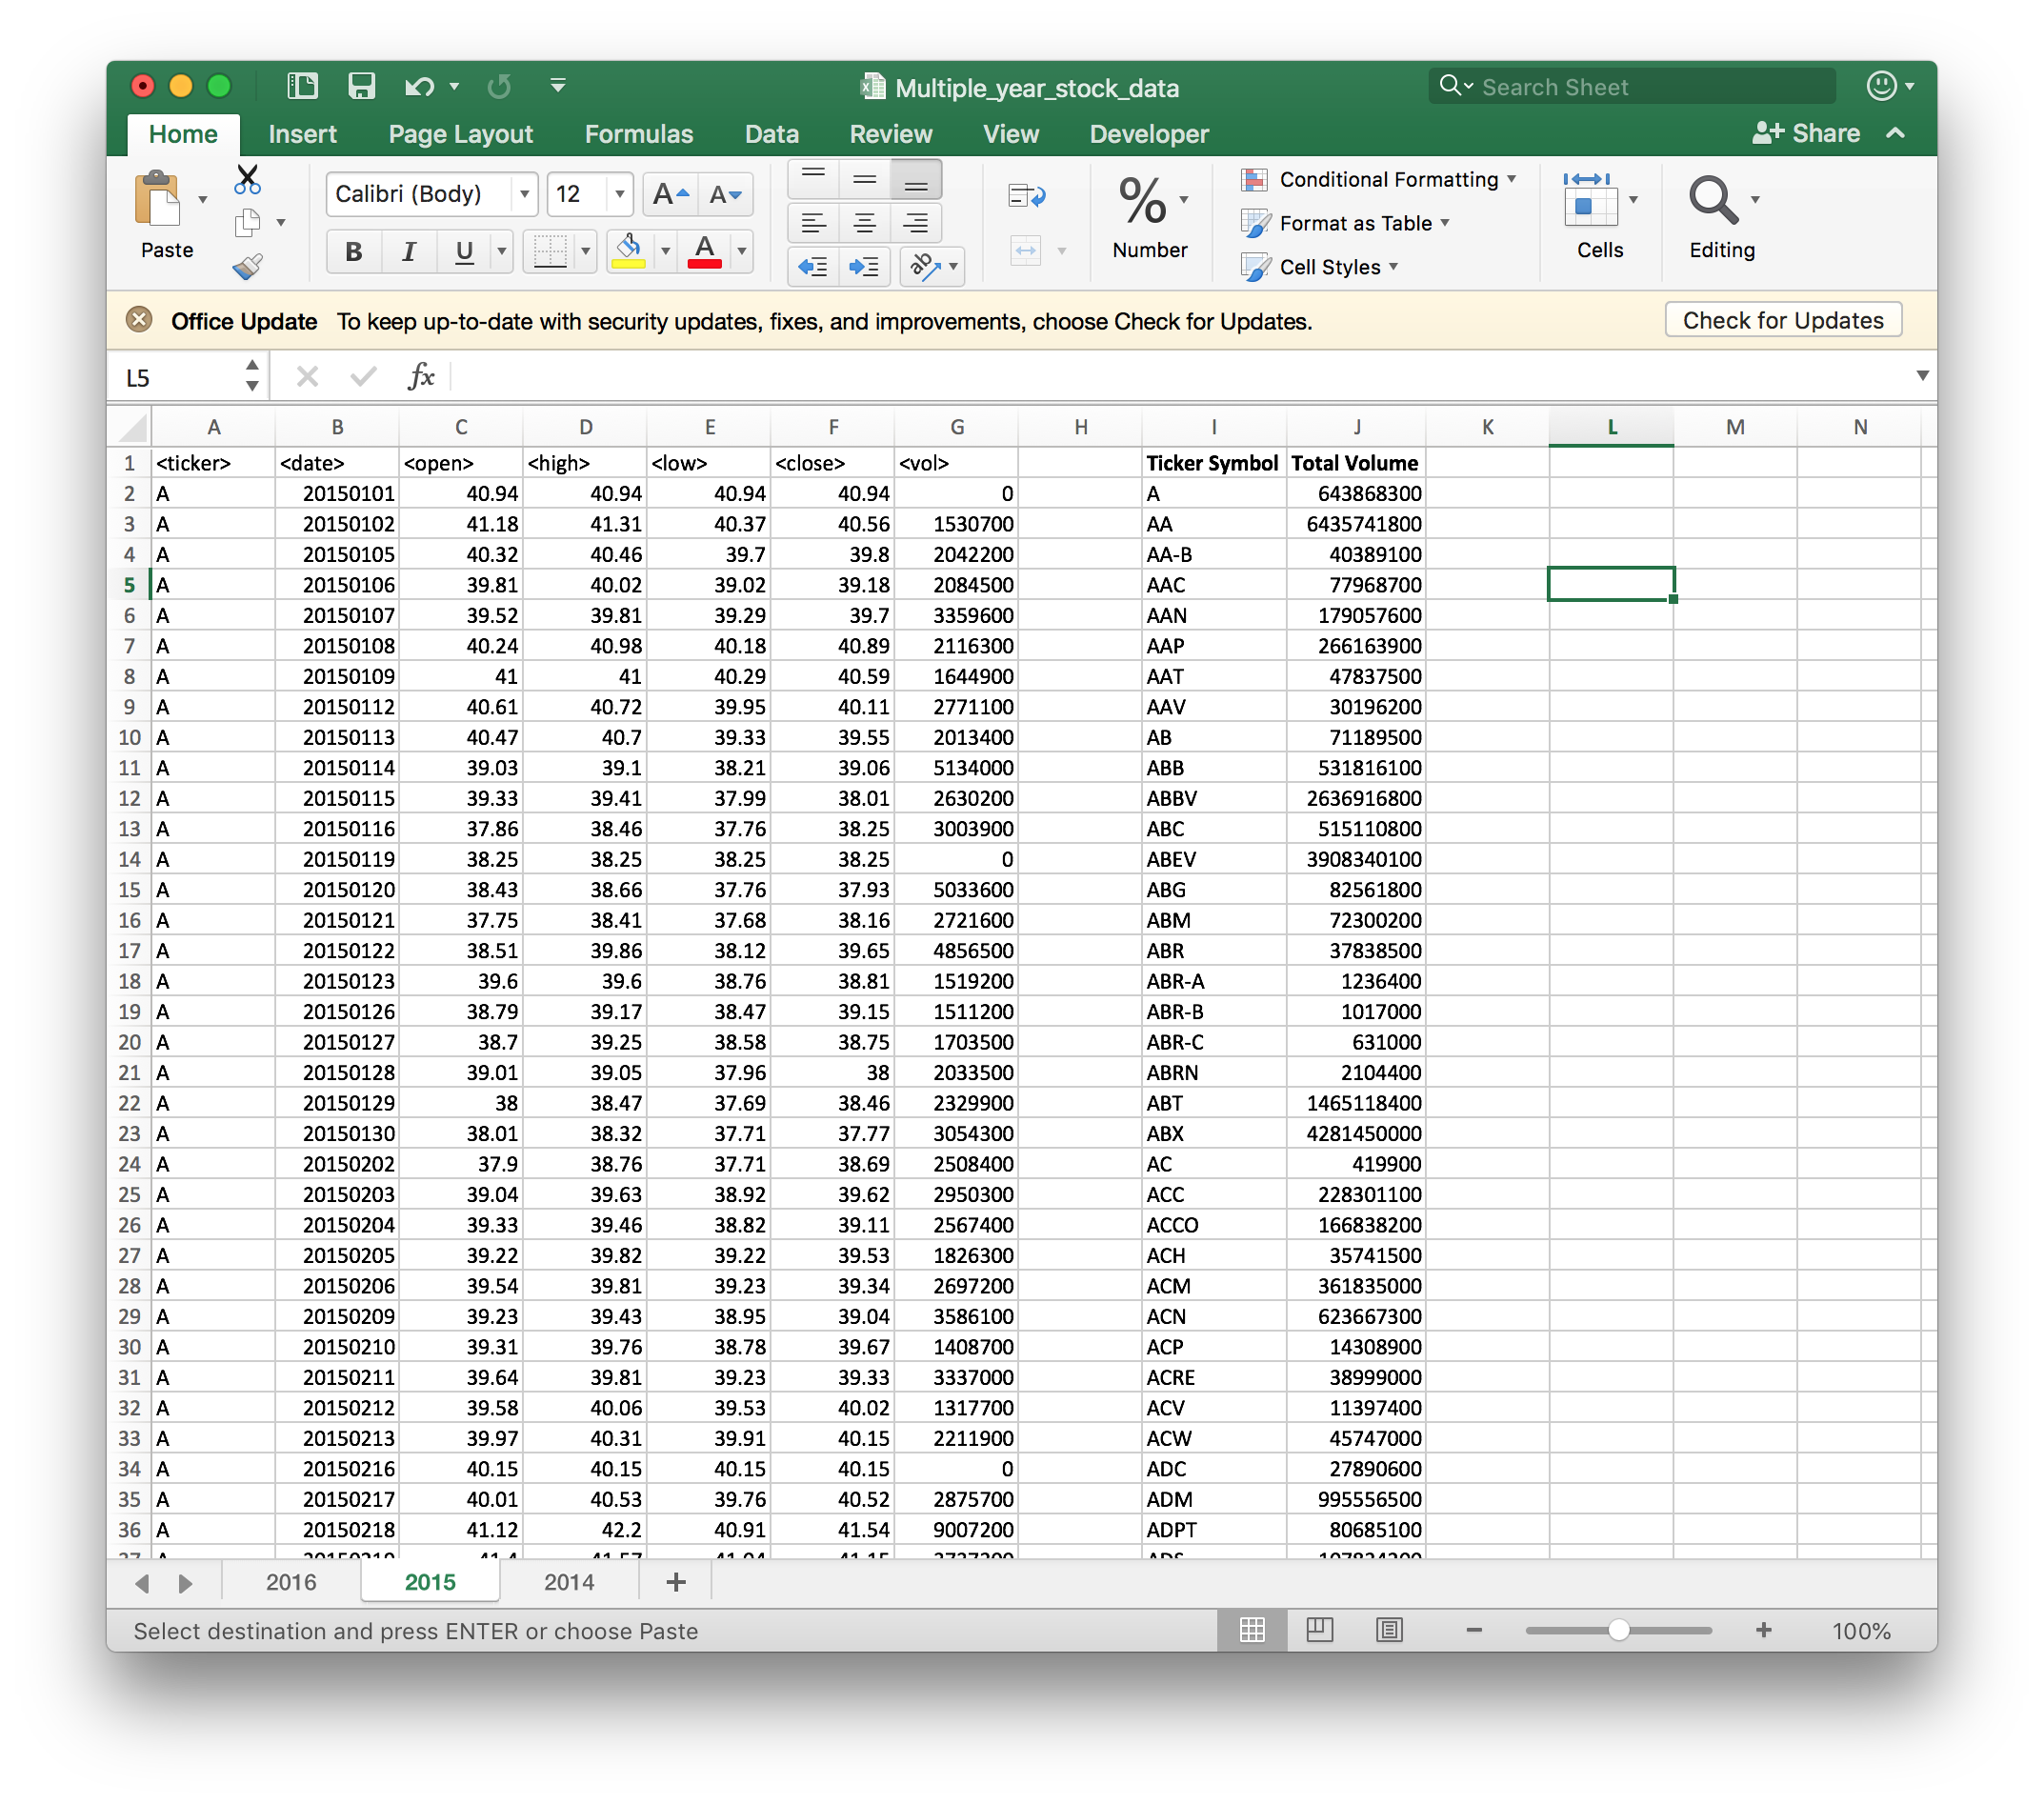 Multiple_year_stock_data
Search Sheet
Home Insert Page Layout Formulas Data Review View Developer Share
Paste
Calibri (Body) 12 A A
B I U A ab
% Number
Conditional Formatting
Format as Table
Cell Styles
Cells
Editing
Office Update To keep up-to-date with security updates, fixes, and improvements, choose Check for Updates. Check for Updates
L5 fx
A B C D E F G H I J K L M N
1 <ticker> <date> <open> <high> <low> <close> <vol> Ticker Symbol Total Volume
2 A 20150101 40.94 40.94 40.94 40.94 0 A 643868300
3 A 20150102 41.18 41.31 40.37 40.56 1530700 AA 6435741800
4 A 20150105 40.32 40.46 39.7 39.8 2042200 AA-B 40389100
5 A 20150106 39.81 40.02 39.02 39.18 2084500 AAC 77968700
6 A 20150107 39.52 39.81 39.29 39.7 3359600 AAN 179057600
7 A 20150108 40.24 40.98 40.18 40.89 2116300 AAP 266163900
8 A 20150109 41 41 40.29 40.59 1644900 AAT 47837500
9 A 20150112 40.61 40.72 39.95 40.11 2771100 AAV 30196200
10 A 20150113 40.47 40.7 39.33 39.55 2013400 AB 71189500
11 A 20150114 39.03 39.1 38.21 39.06 5134000 ABB 531816100
12 A 20150115 39.33 39.41 37.99 38.01 2630200 ABBV 2636916800
13 A 20150116 37.86 38.46 37.76 38.25 3003900 ABC 515110800
14 A 20150119 38.25 38.25 38.25 38.25 0 ABEV 3908340100
15 A 20150120 38.43 38.66 37.76 37.93 5033600 ABG 82561800
16 A 20150121 37.75 38.41 37.68 38.16 2721600 ABM 72300200
17 A 20150122 38.51 39.86 38.12 39.65 4856500 ABR 37838500
18 A 20150123 39.6 39.6 38.76 38.81 1519200 ABR-A 1236400
19 A 20150126 38.79 39.17 38.47 39.15 1511200 ABR-B 1017000
20 A 20150127 38.7 39.25 38.58 38.75 1703500 ABR-C 631000
21 A 20150128 39.01 39.05 37.96 38 2033500 ABRN 2104400
22 A 20150129 38 38.47 37.69 38.46 2329900 ABT 1465118400
23 A 20150130 38.01 38.32 37.71 37.77 3054300 ABX 4281450000
24 A 20150202 37.9 38.76 37.71 38.69 2508400 AC 419900
25 A 20150203 39.04 39.63 38.92 39.62 2950300 ACC 228301100
26 A 20150204 39.33 39.46 38.82 39.11 2567400 ACCO 166838200
27 A 20150205 39.22 39.82 39.22 39.53 1826300 ACH 35741500
28 A 20150206 39.54 39.81 39.23 39.34 2697200 ACM 361835000
29 A 20150209 39.23 39.43 38.95 39.04 3586100 ACN 623667300
30 A 20150210 39.31 39.76 38.78 39.67 1408700 ACP 14308900
31 A 20150211 39.64 39.81 39.23 39.33 3337000 ACRE 38999000
32 A 20150212 39.58 40.06 39.53 40.02 1317700 ACV 11397400
33 A 20150213 39.97 40.31 39.91 40.15 2211900 ACW 45747000
34 A 20150216 40.15 40.15 40.15 40.15 0 ADC 27890600
35 A 20150217 40.01 40.53 39.76 40.52 2875700 ADM 995556500
36 A 20150218 41.12 42.2 40.91 41.54 9007200 ADPT 80685100
2016 2015 2014 +
Select destination and press ENTER or choose Paste 100%